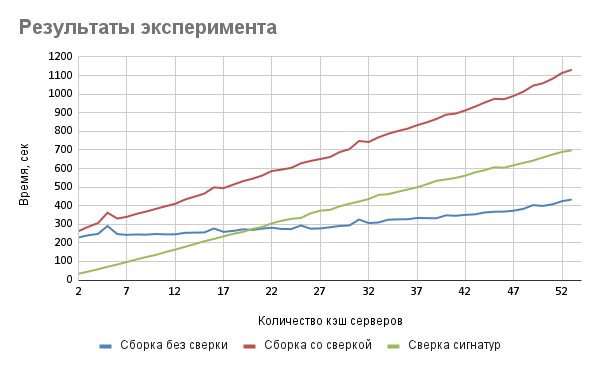 Результаты эксперимента
Время, сек
1200
1100
1000
900
800
700
600
500
400
300
200
100
0
2 7 12 17 22 27 32 37 42 47 52
Количество кэш серверов
Сборка без сверки Сборка со сверкой Сверка сигнатур